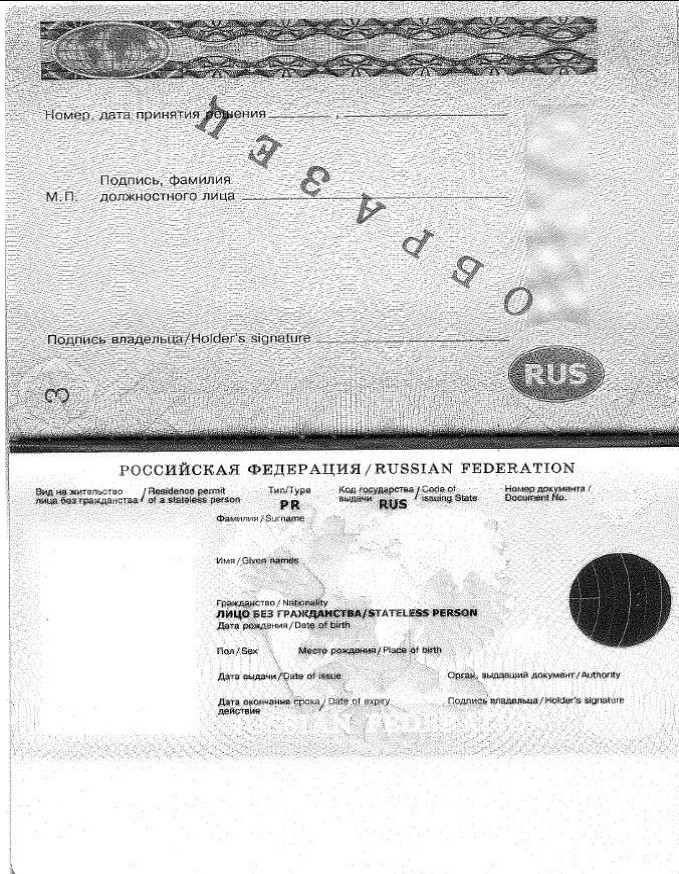 Номер, дата принятия решения ________ , ________
Подпись, фамилия
М.П. должностного лица ________
ОБРАЗЕЦ
Подпись владельца/Holder's signature ________
RUS
3
РОССИЙСКАЯ ФЕДЕРАЦИЯ/RUSSIAN FEDERATION
Вид на жительство / Residence permit Тип/Type Код государства / Code of Номер документа /
лица без гражданства / of a stateless person PR выдачи RUS issuing State Document No.
Фамилия/Surname
Имя/Given names
Гражданство/Nationality
ЛИЦО БЕЗ ГРАЖДАНСТВА/STATELESS PERSON
Дата рождения/Date of birth
Пол/Sex Место рождения/Place of birth
Дата выдачи/Date of issue Орган, выдавший документ/Authority
Дата окончания срока / Date of expiry Подпись владельца/Holder's signature
действия